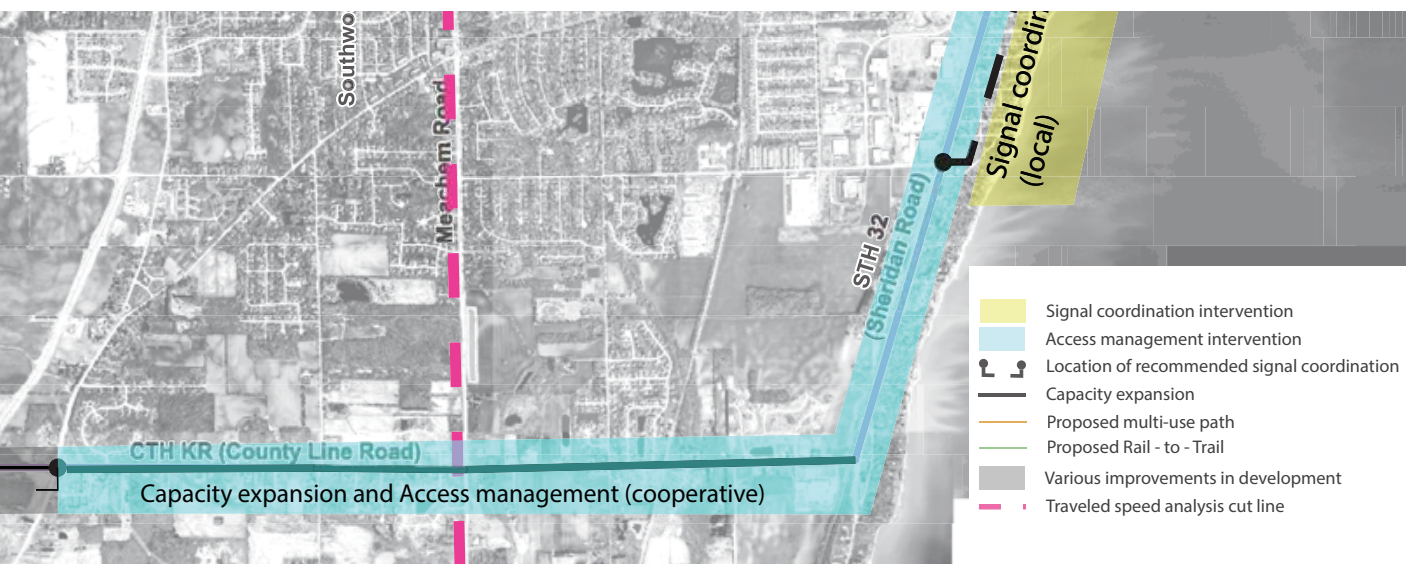 Southwo
Meachem Road
Signal coordin
(local)
STH 32
(Sheridan Road)
CTH KR (County Line Road)
Capacity expansion and Access management (cooperative)
Signal coordination intervention
Access management intervention
Location of recommended signal coordination
Capacity expansion
Proposed multi-use path
Proposed Rail - to - Trail
Various improvements in development
Traveled speed analysis cut line